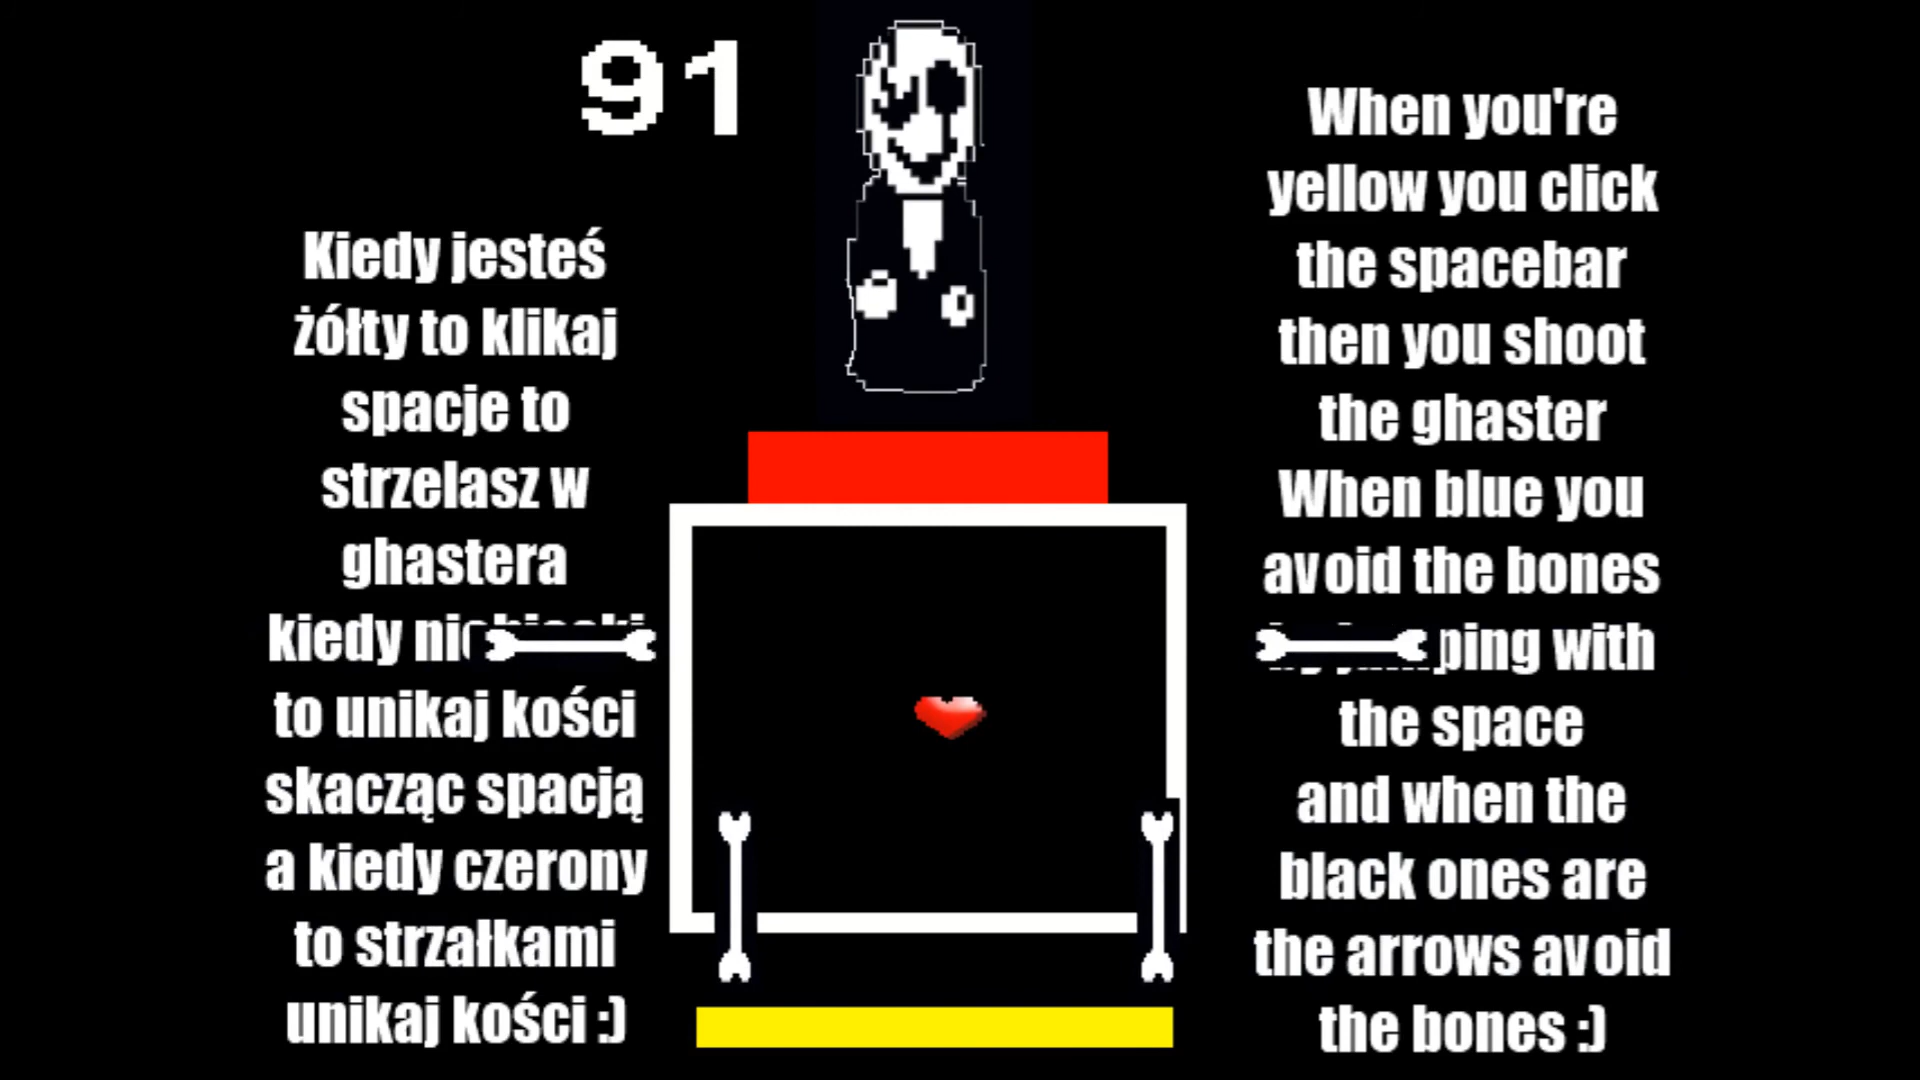 91
Kiedy jesteś
żółty to klikaj
spacje to
strzelasz w
ghastera
kiedy
to unikaj kości
skacząc spacją
a kiedy czerony
to strzałkami
unikaj kości :)
When you're
yellow you click
the spacebar
then you shoot
the ghaster
When blue you
avoid the bones
with
the space
and when the
black ones are
the arrows avoid
the bones :)